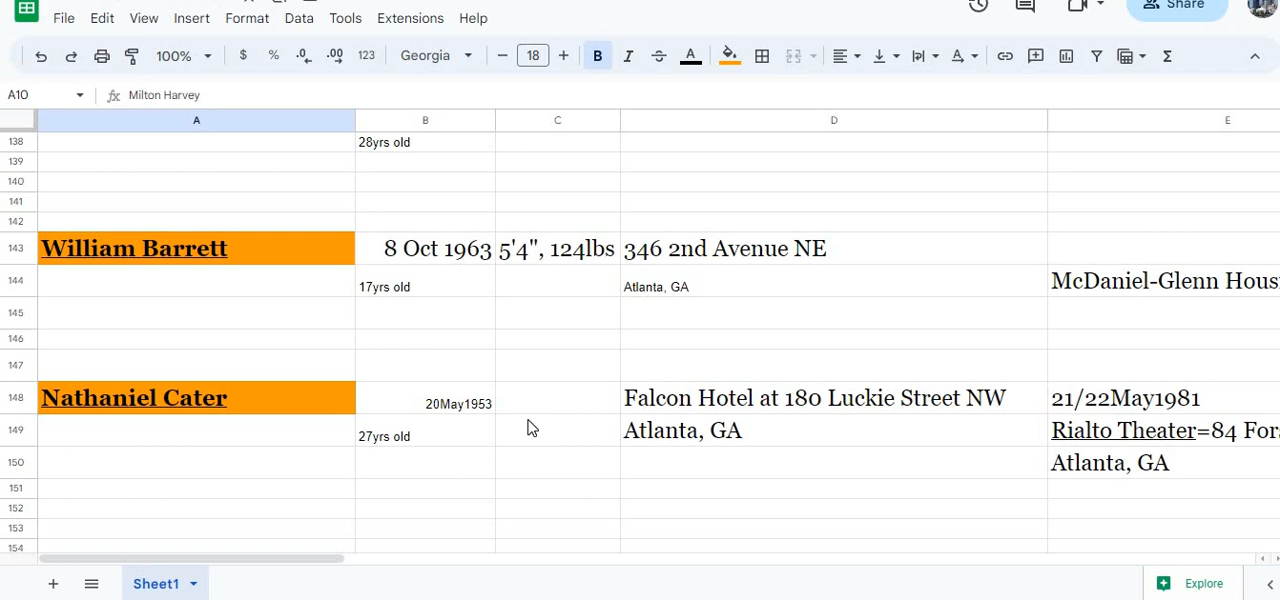 File Edit View Insert Format Data Tools Extensions Help Share
100% $ % .0 .00 123 Georgia 18 B I A Σ
A10 fx Milton Harvey
A B C D E
138 28yrs old
139
140
141
142
143 William Barrett 8 Oct 1963 5'4", 124lbs 346 2nd Avenue NE
144 17yrs old Atlanta, GA McDaniel-Glenn Hous
145
146
147
148 Nathaniel Cater 20May1953 Falcon Hotel at 180 Luckie Street NW 21/22May1981
149 27yrs old Atlanta, GA Rialto Theater=84 Fors
150 Atlanta, GA
151
152
153
154
Sheet1 Explore